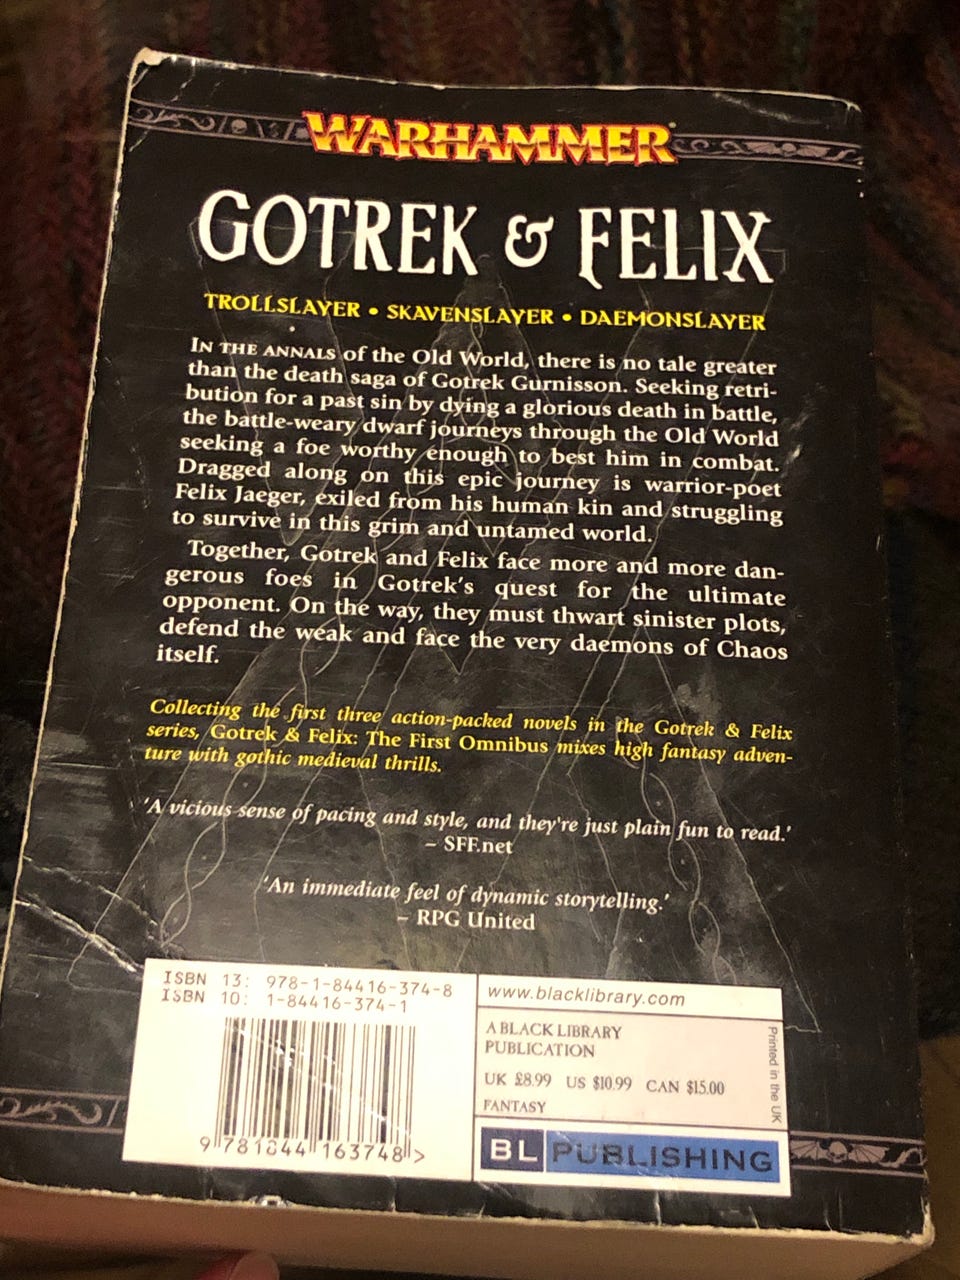 WARHAMMER
GOTREK & FELIX
TROLLSLAYER • SKAVENSLAYER • DAEMONSLAYER
IN THE ANNALS of the Old World, there is no tale greater
than the death saga of Gotrek Gurnisson. Seeking retri-
bution for a past sin by dying a glorious death in battle,
the battle-weary dwarf journeys through the Old World
seeking a foe worthy enough to best him in combat.
Dragged along on this epic journey is warrior-poet
Felix Jaeger, exiled from his human kin and struggling
to survive in this grim and untamed world.
Together, Gotrek and Felix face more and more dan-
gerous foes in Gotrek's quest for the ultimate
opponent. On the way, they must thwart sinister plots,
defend the weak and face the very daemons of Chaos
itself.
Collecting the first three action-packed novels in the Gotrek & Felix
series, Gotrek & Felix: The First Omnibus mixes high fantasy adven-
ture with gothic medieval thrills.
'A vicious sense of pacing and style, and they're just plain fun to read.'
– SFF.net
'An immediate feel of dynamic storytelling.'
– RPG United
ISBN 13: 978-1-84416-374-8
ISBN 10: 1-84416-374-1
9 781844 163748 >
www.blacklibrary.com
A BLACK LIBRARY
PUBLICATION
UK £8.99 US $10.99 CAN $15.00
FANTASY
Printed in the UK
BL PUBLISHING